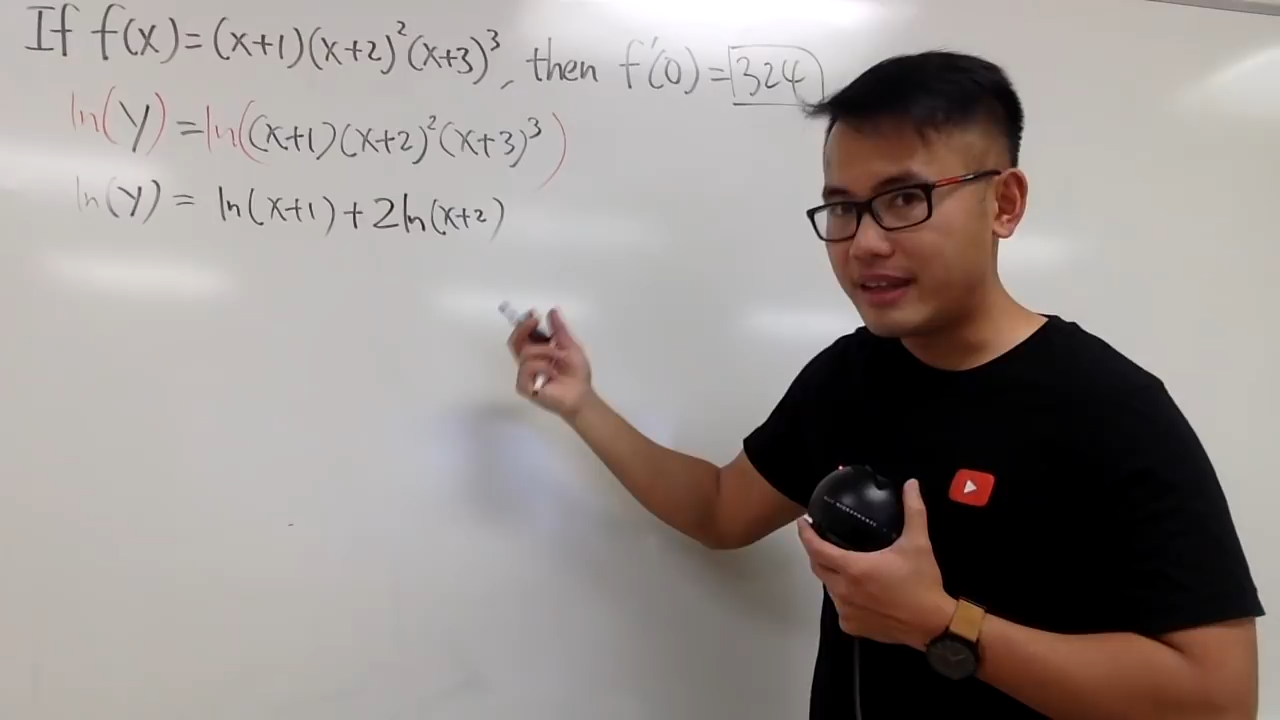 If f(x)=(x+1)(x+2)²(x+3)³, then f'(0)=324
ln(y)=ln((x+1)(x+2)²(x+3)³)
ln(y)= ln(x+1)+2ln(x+2)